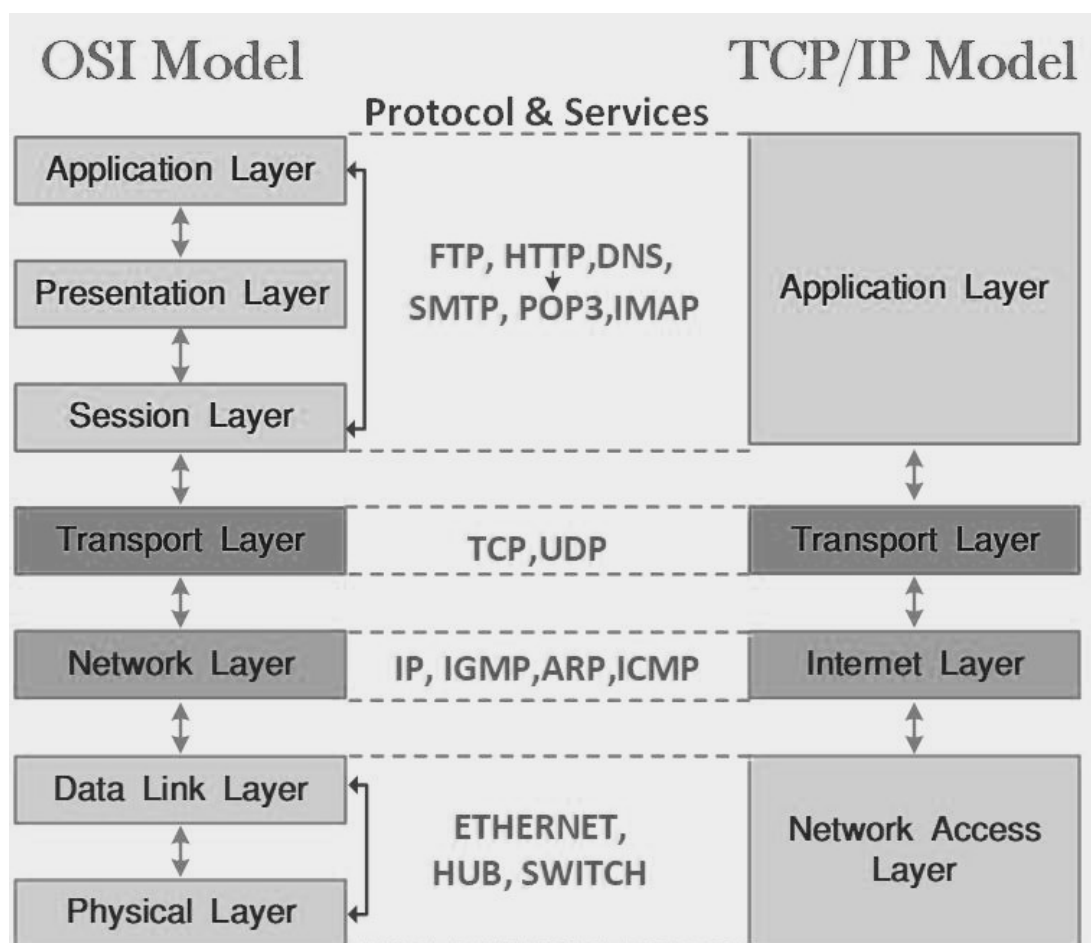 OSI Model
TCP/IP Model
Protocol & Services
Application Layer
Presentation Layer
Session Layer
FTP, HTTP,DNS,
SMTP, POP3,IMAP
Application Layer
Transport Layer
TCP,UDP
Transport Layer
Network Layer
IP, IGMP,ARP,ICMP
Internet Layer
Data Link Layer
Physical Layer
ETHERNET,
HUB, SWITCH
Network Access
Layer